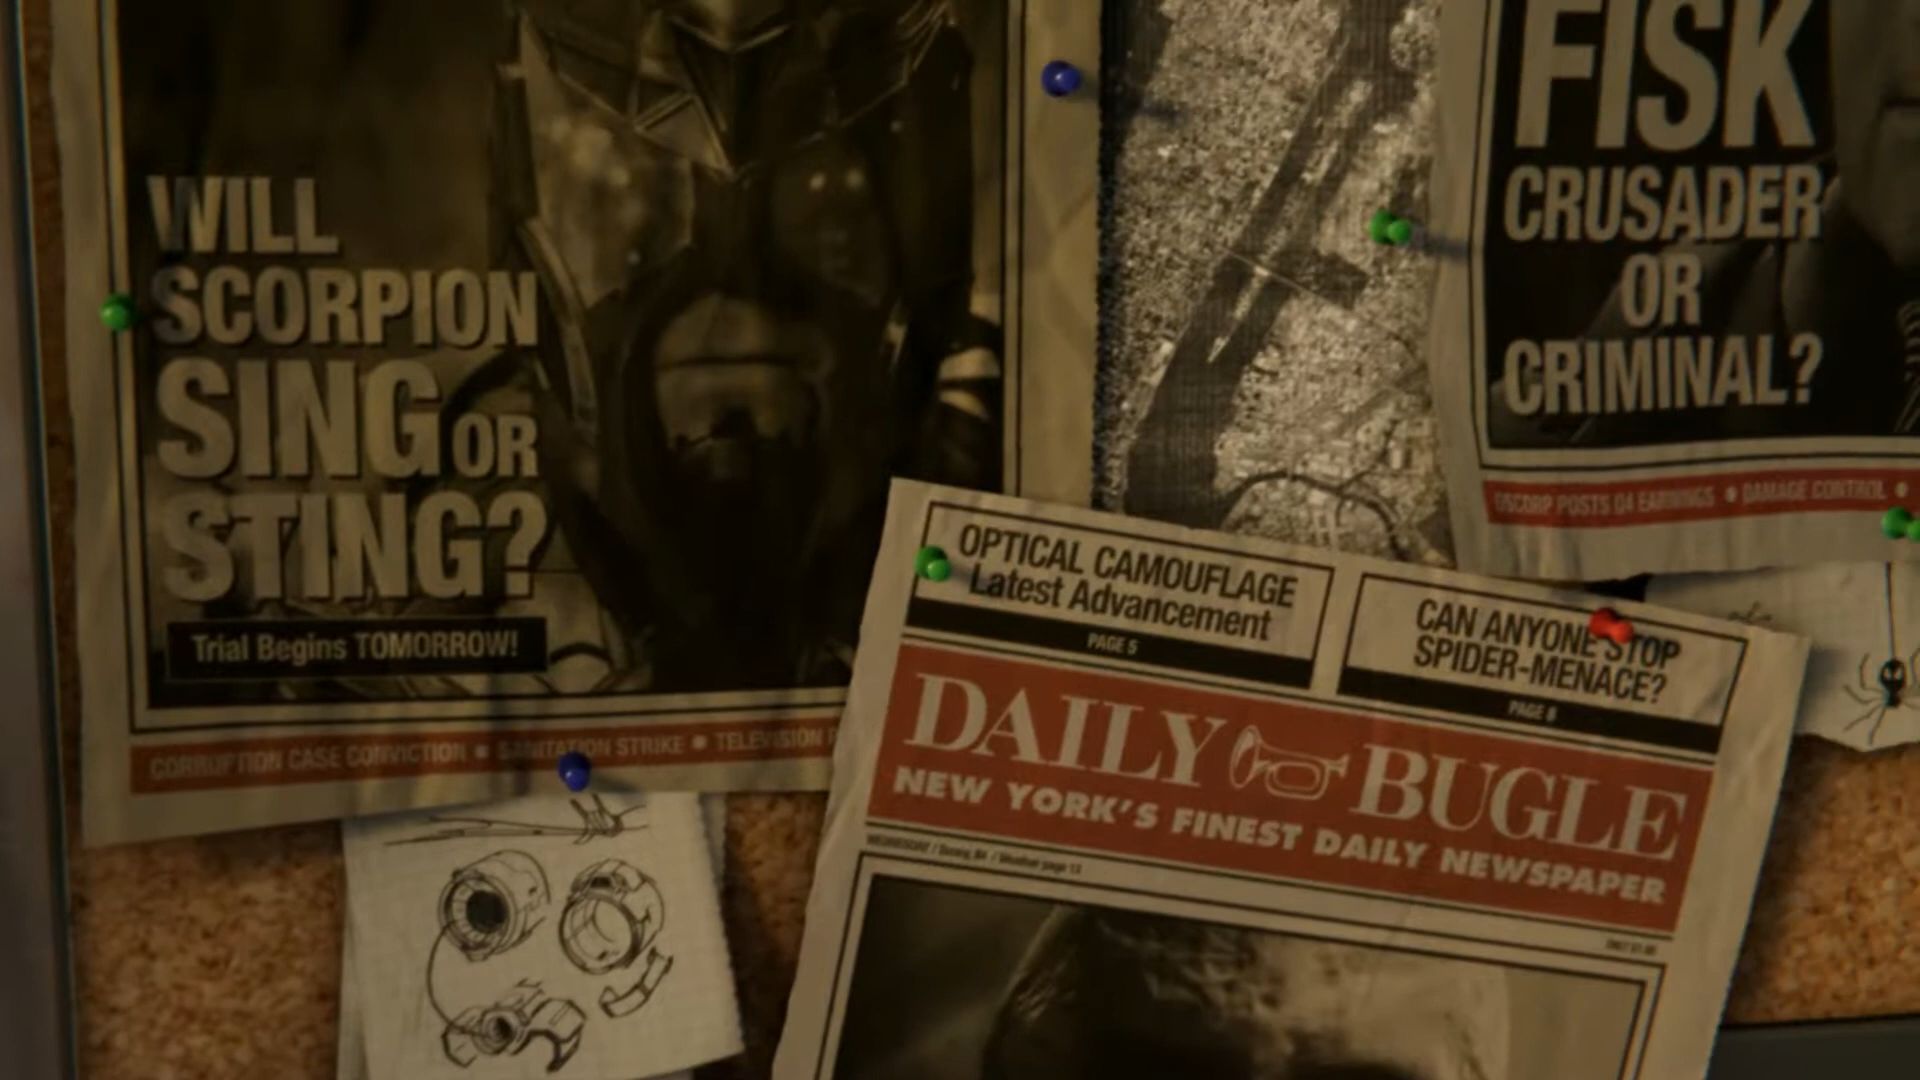 WILL
SCORPION
SING OR
STING?
Trial Begins TOMORROW!
CORRUPTION CASE CONVICTION • SANITATION STRIKE • TELEVISION
FISK
CRUSADER
OR
CRIMINAL?
OSCORP POSTS Q4 EARNINGS • DAMAGE CONTROL •
OPTICAL CAMOUFLAGE
Latest Advancement
PAGE 5
CAN ANYONE STOP
SPIDER-MENACE?
PAGE 8
DAILY BUGLE
NEW YORK'S FINEST DAILY NEWSPAPER